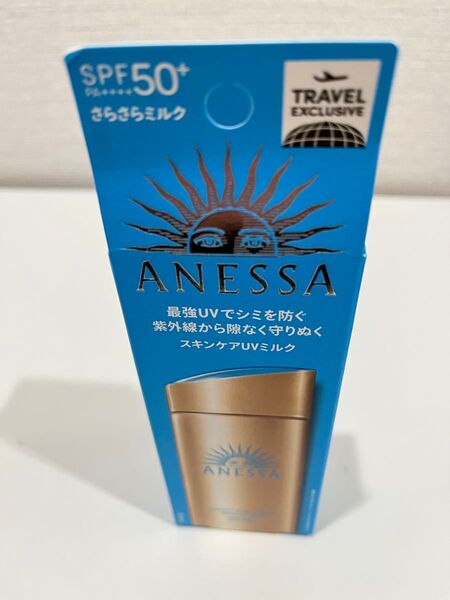 SPF50+
PA++++
さらさらミルク
TRAVEL
EXCLUSIVE
ANESSA
最強UVでシミを防ぐ
紫外線から隙なく守りぬく
スキンケアUVミルク
ANESSA